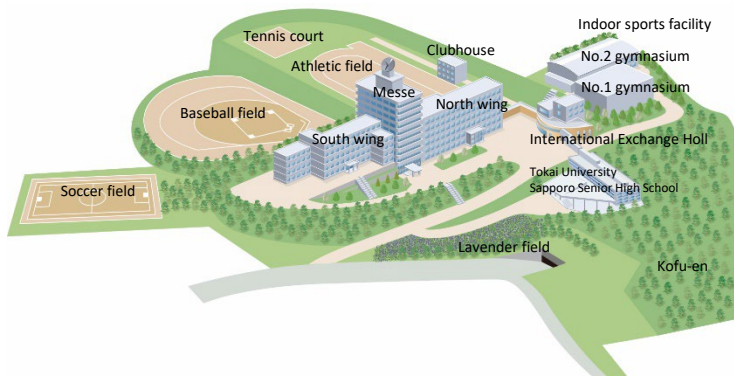 Indoor sports facility
Tennis court
Clubhouse
No.2 gymnasium
Athletic field
Messe
No.1 gymnasium
North wing
Baseball field
South wing
International Exchange Holl
Tokai University
Sapporo Senior High School
Soccer field
Lavender field
Kofu-en